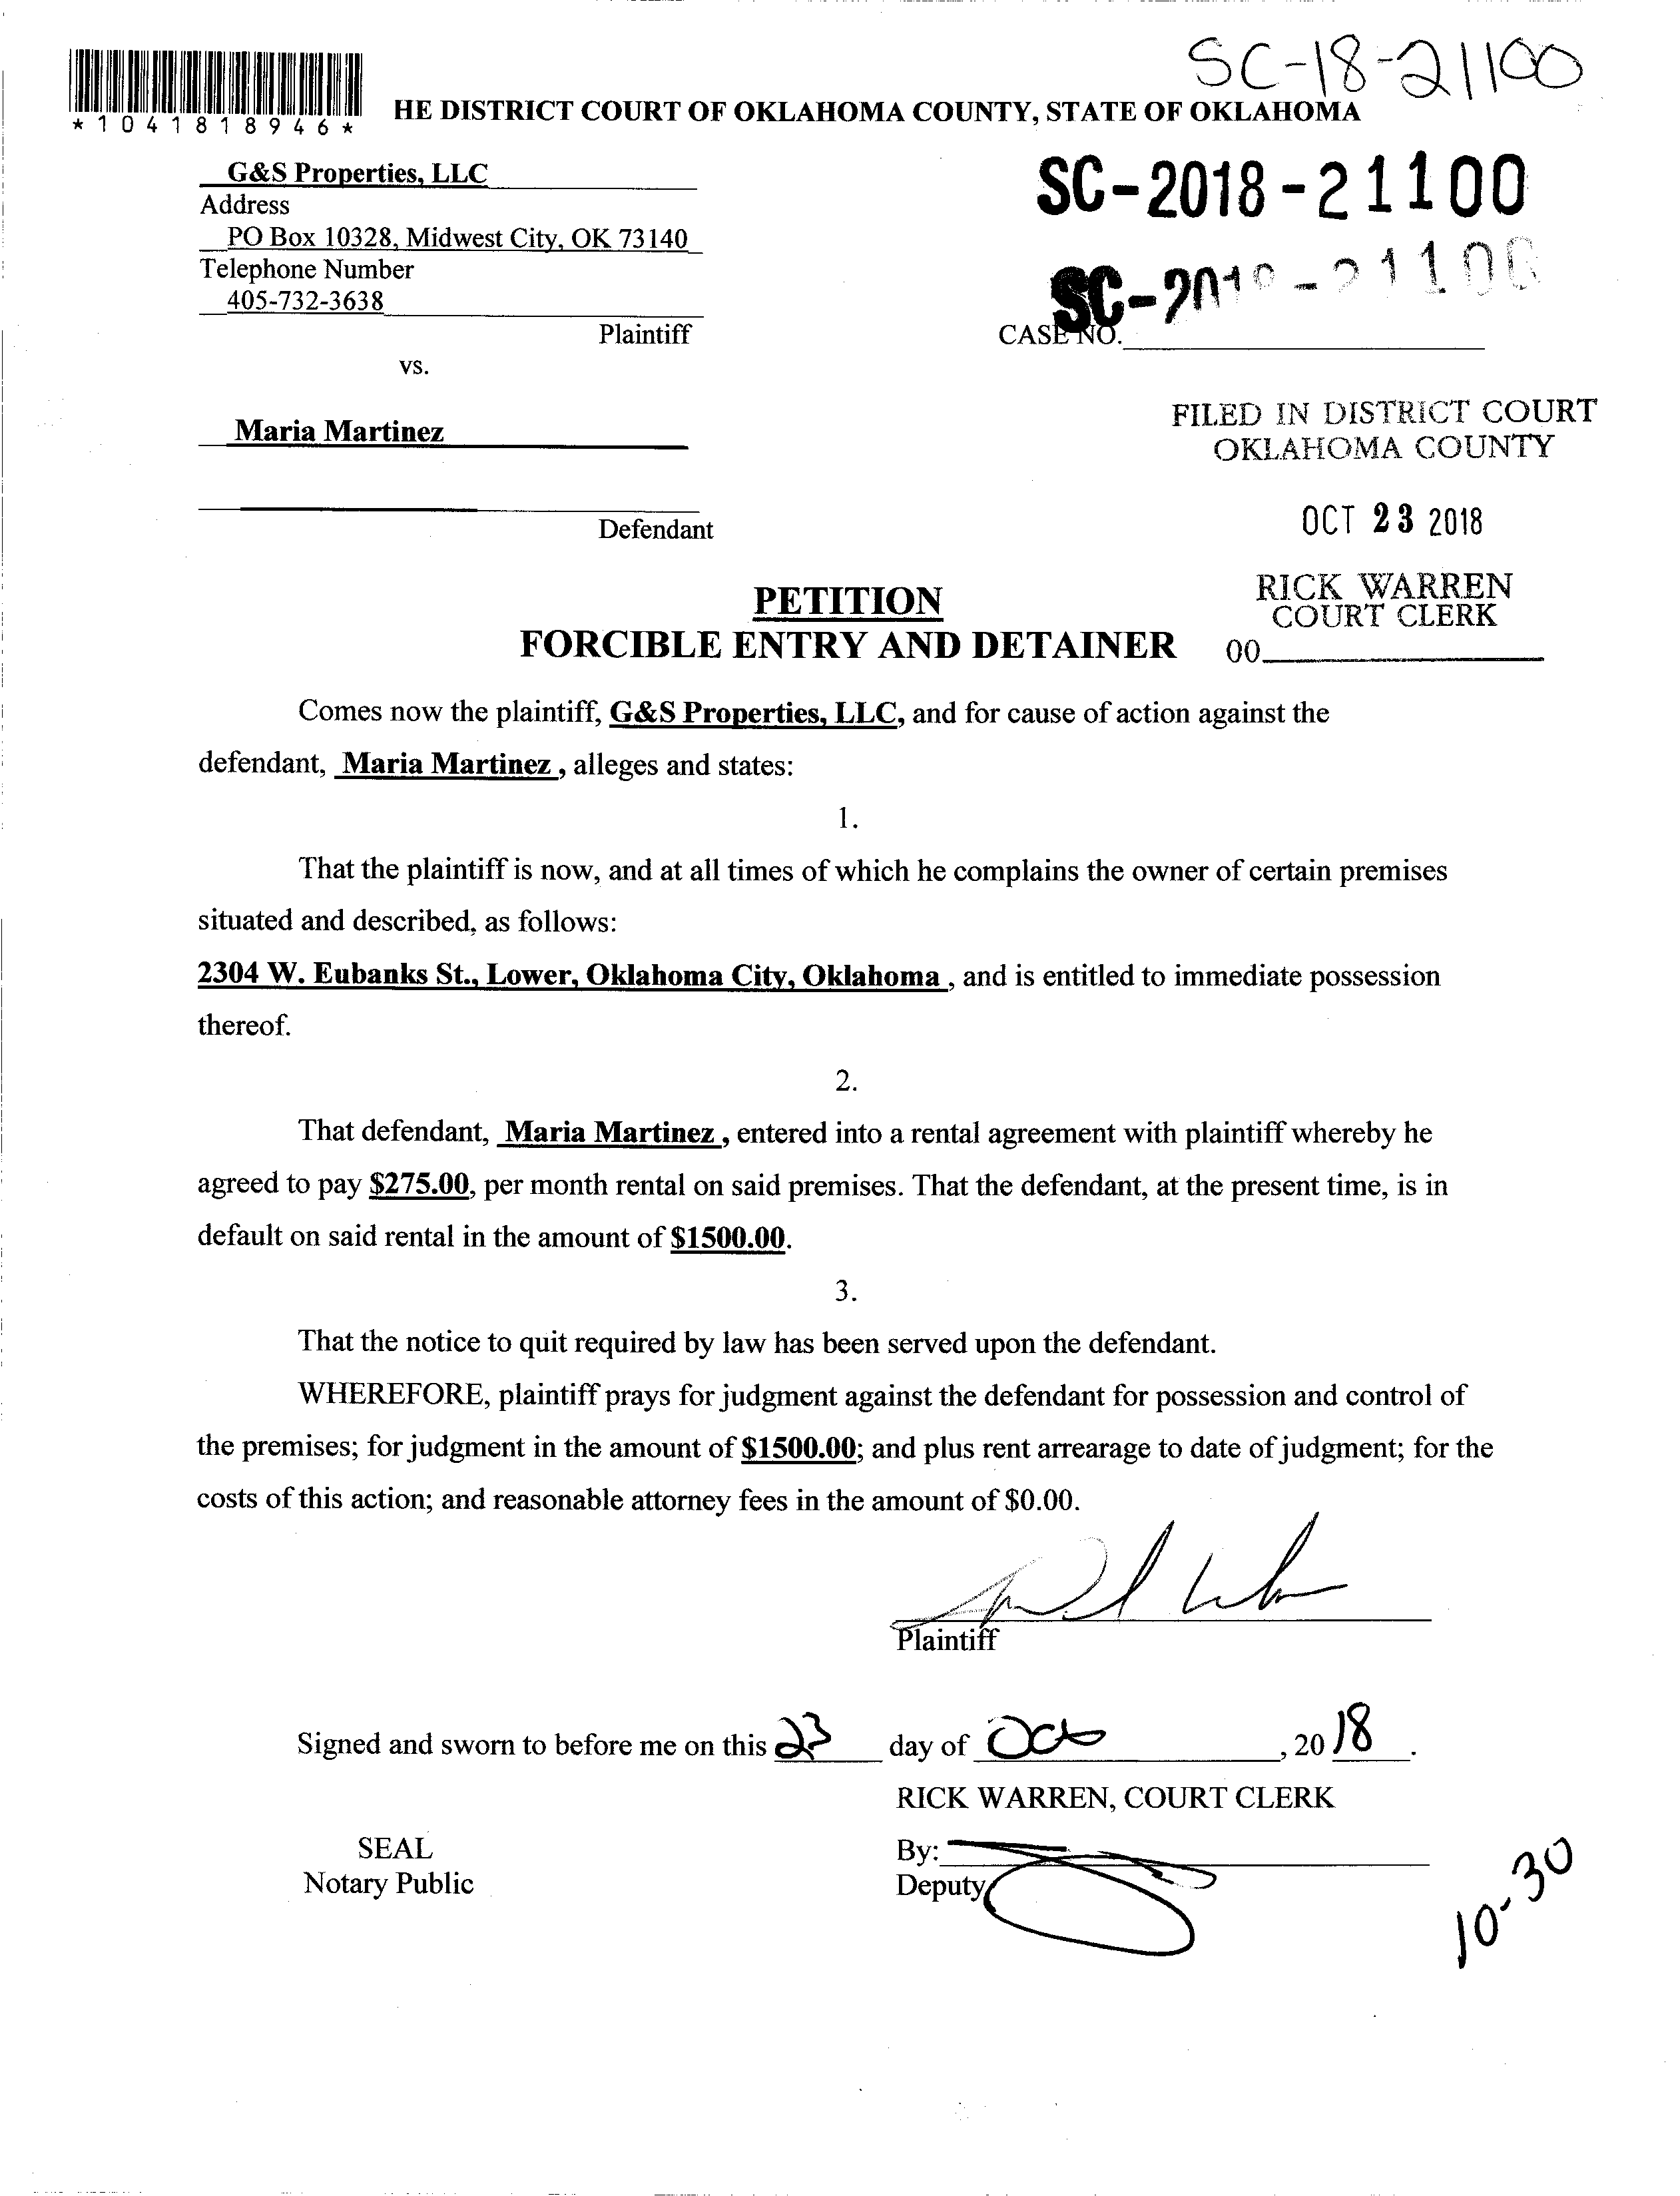 SC-18-21100
*1041818946*
HE DISTRICT COURT OF OKLAHOMA COUNTY, STATE OF OKLAHOMA
G&S Properties, LLC
Address
PO Box 10328, Midwest City, OK 73140
Telephone Number
405-732-3638
Plaintiff
vs.
Maria Martinez
Defendant
SC-2018-21100
SC-2018-21100
CASE NO.
FILED IN DISTRICT COURT
OKLAHOMA COUNTY
OCT 23 2018
RICK WARREN
COURT CLERK
00
PETITION
FORCIBLE ENTRY AND DETAINER
Comes now the plaintiff, G&S Properties, LLC, and for cause of action against the
defendant, Maria Martinez , alleges and states:
1.
That the plaintiff is now, and at all times of which he complains the owner of certain premises
situated and described, as follows:
2304 W. Eubanks St., Lower, Oklahoma City, Oklahoma , and is entitled to immediate possession
thereof.
2.
That defendant, Maria Martinez , entered into a rental agreement with plaintiff whereby he
agreed to pay $275.00, per month rental on said premises. That the defendant, at the present time, is in
default on said rental in the amount of $1500.00.
3.
That the notice to quit required by law has been served upon the defendant.
WHEREFORE, plaintiff prays for judgment against the defendant for possession and control of
the premises; for judgment in the amount of $1500.00; and plus rent arrearage to date of judgment; for the
costs of this action; and reasonable attorney fees in the amount of $0.00.
Plaintiff
Signed and sworn to before me on this 23 day of Oct , 20 18 .
RICK WARREN, COURT CLERK
SEAL
Notary Public
By:
Deputy
10-30